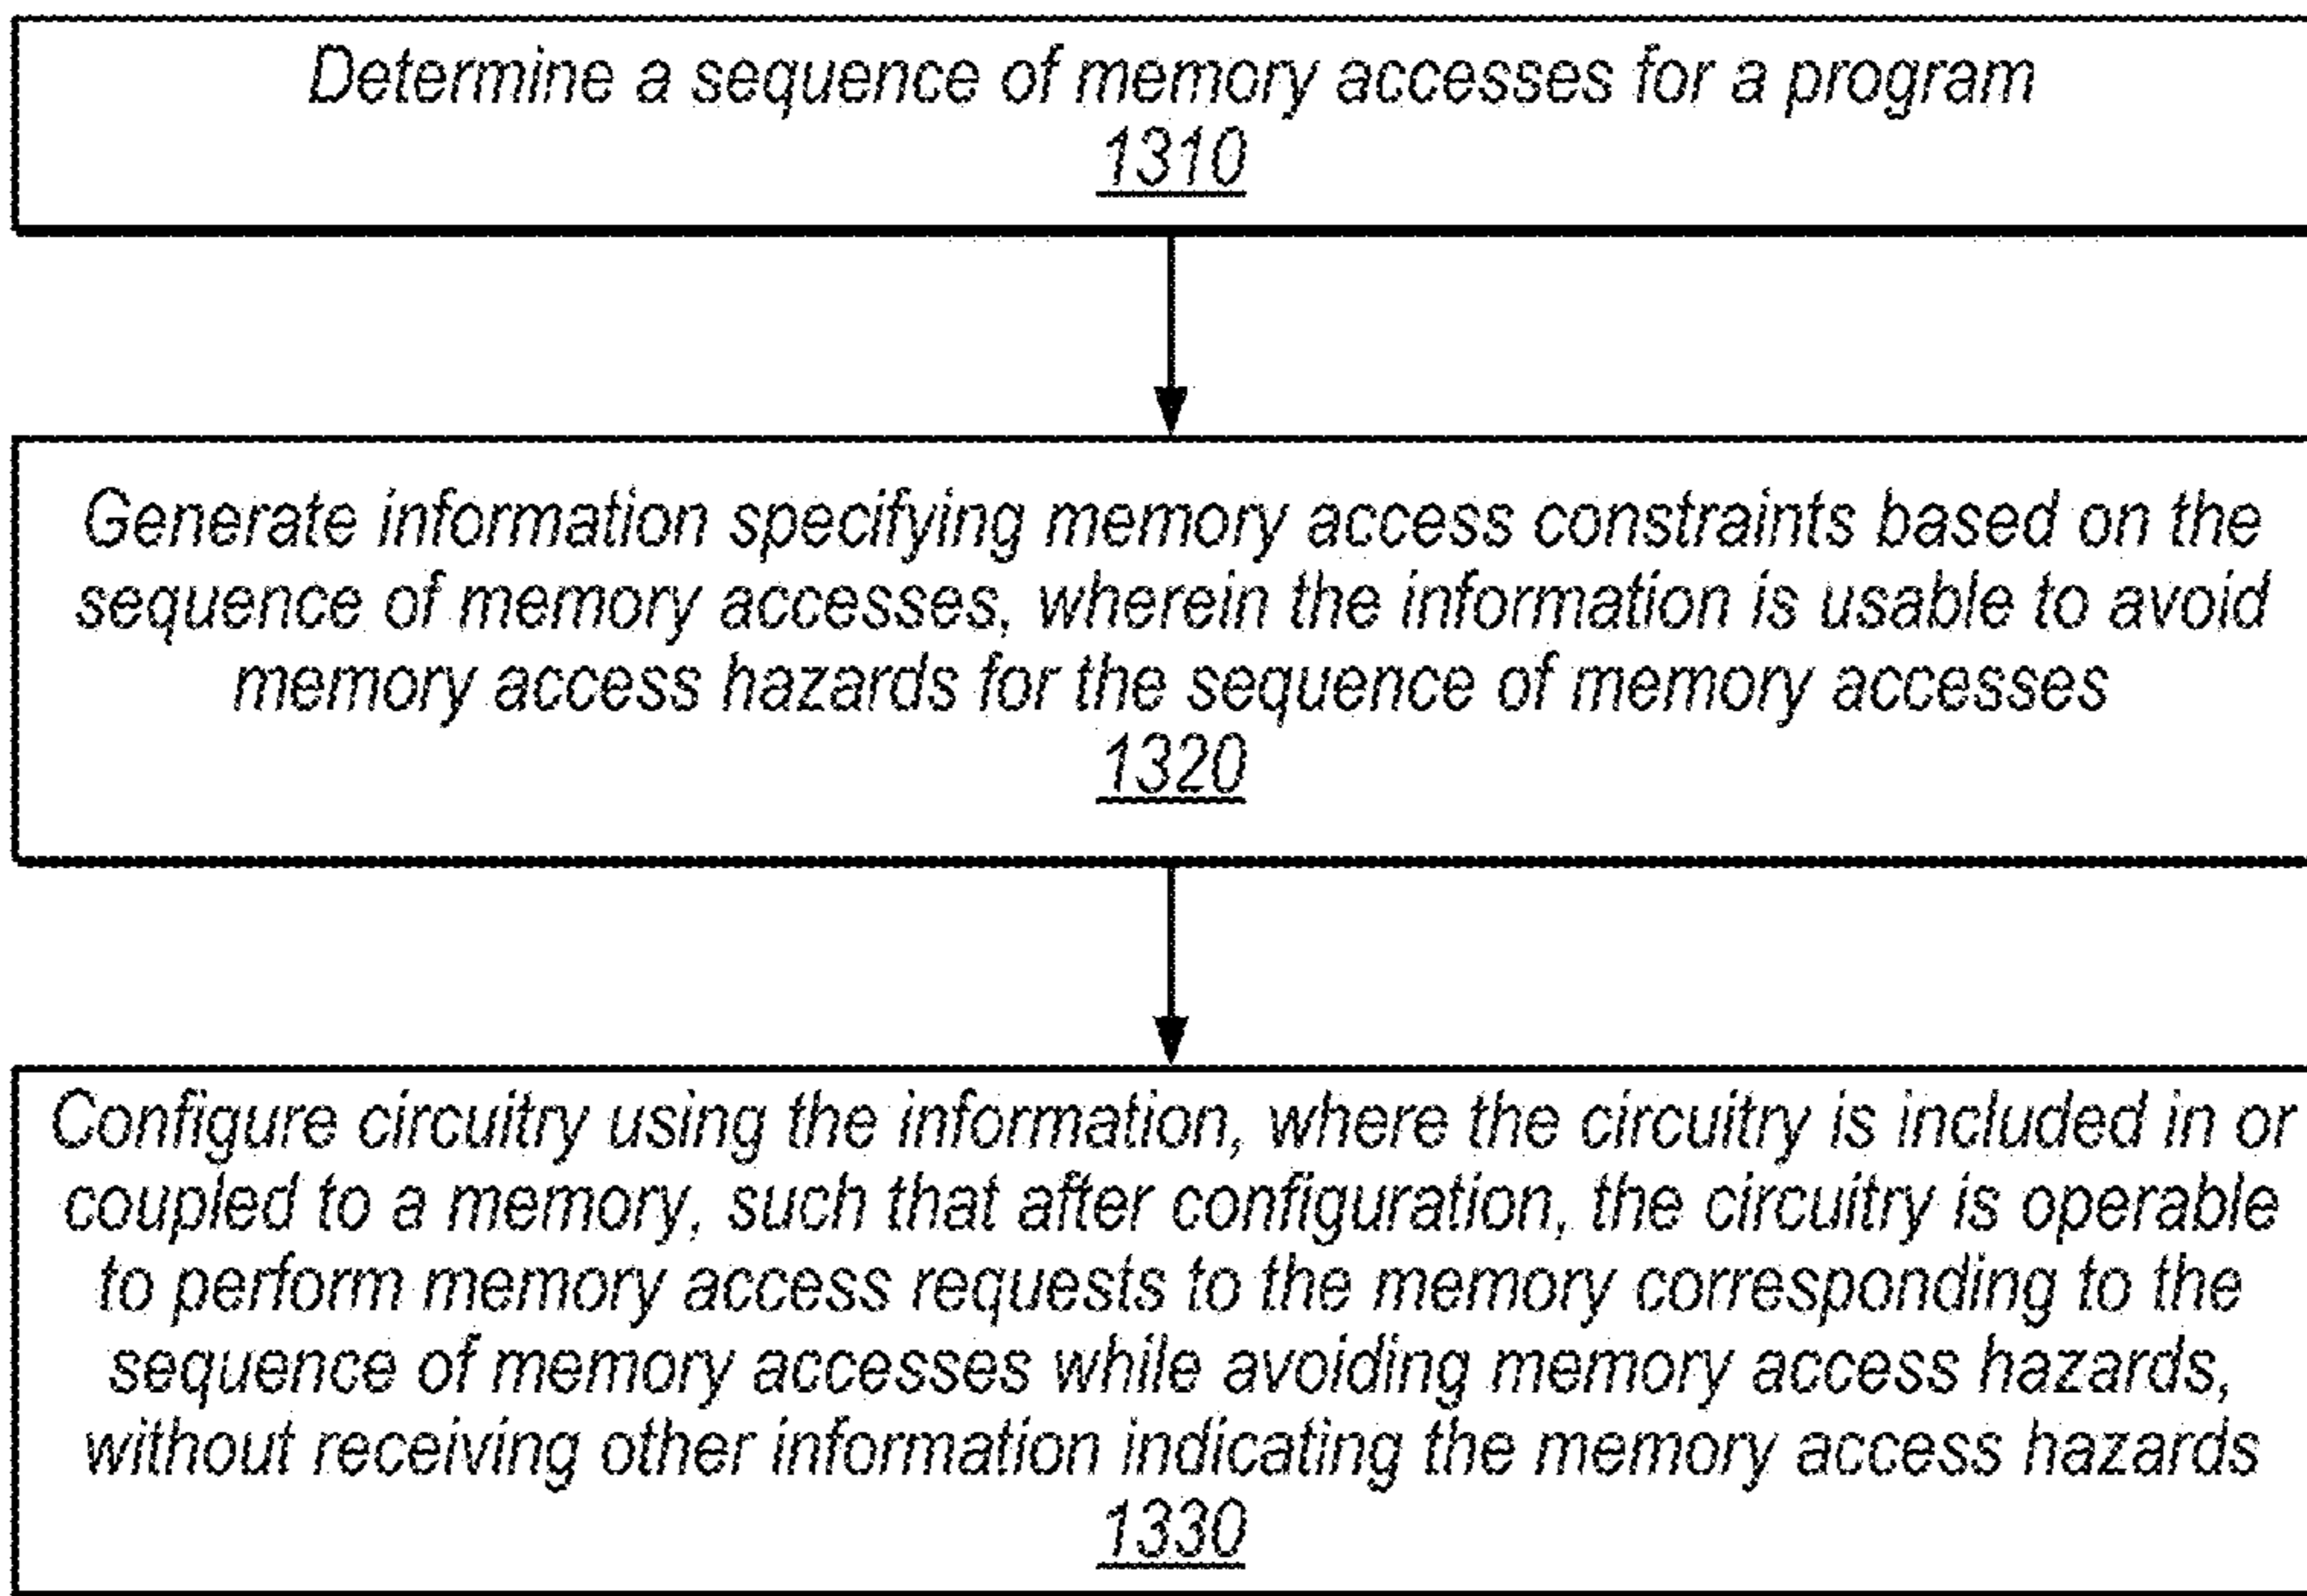 Determine a sequence of memory accesses for a program
1310
Generate information specifying memory access constraints based on the
sequence of memory accesses, wherein the information is usable to avoid
memory access hazards for the sequence of memory accesses
1320
Configure circuitry using the information, where the circuitry is included in or
coupled to a memory, such that after configuration, the circuitry is operable
to perform memory access requests to the memory corresponding to the
sequence of memory accesses while avoiding memory access hazards,
without receiving other information indicating the memory access hazards
1330